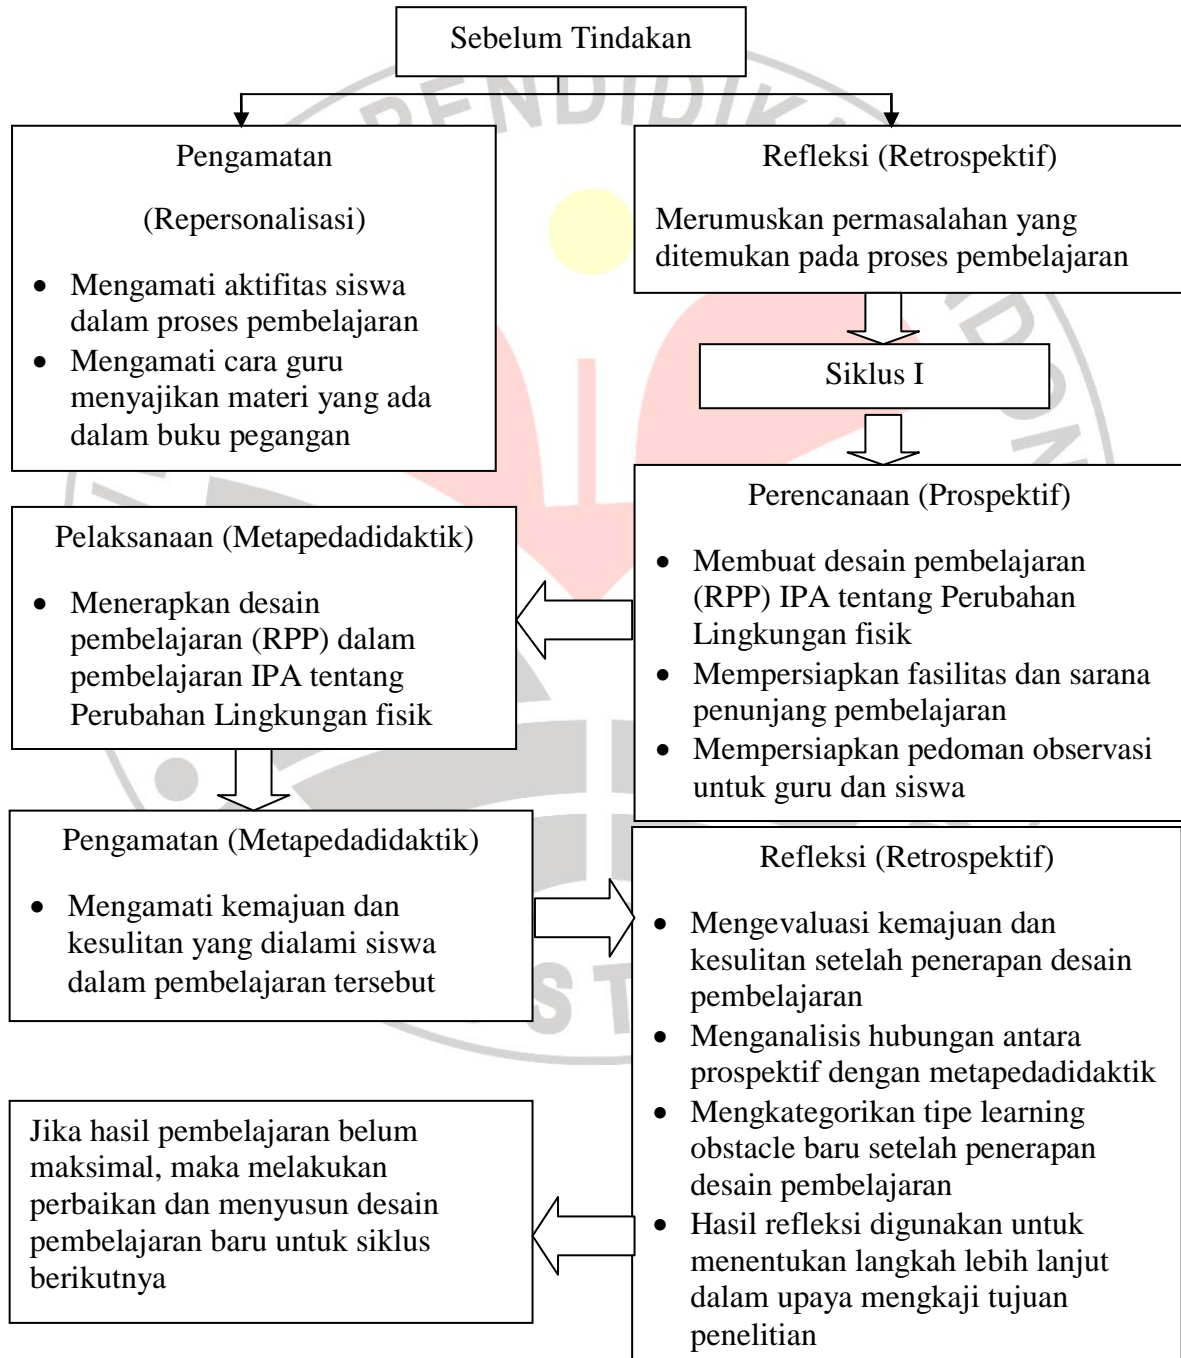 Sebelum Tindakan
Pengamatan
(Repersonalisasi)
• Mengamati aktifitas siswa
dalam proses pembelajaran
• Mengamati cara guru
menyajikan materi yang ada
dalam buku pegangan
Refleksi (Retrospektif)
Merumuskan permasalahan yang
ditemukan pada proses pembelajaran
Siklus I
Perencanaan (Prospektif)
• Membuat desain pembelajaran
(RPP) IPA tentang Perubahan
Lingkungan fisik
• Mempersiapkan fasilitas dan sarana
penunjang pembelajaran
• Mempersiapkan pedoman observasi
untuk guru dan siswa
Pelaksanaan (Metapedadidaktik)
• Menerapkan desain
pembelajaran (RPP) dalam
pembelajaran IPA tentang
Perubahan Lingkungan fisik
Pengamatan (Metapedadidaktik)
• Mengamati kemajuan dan
kesulitan yang dialami siswa
dalam pembelajaran tersebut
Refleksi (Retrospektif)
• Mengevaluasi kemajuan dan
kesulitan setelah penerapan desain
pembelajaran
• Menganalisis hubungan antara
prospektif dengan metapedadidaktik
• Mengkategorikan tipe learning
obstacle baru setelah penerapan
desain pembelajaran
• Hasil refleksi digunakan untuk
menentukan langkah lebih lanjut
dalam upaya mengkaji tujuan
penelitian
Jika hasil pembelajaran belum
maksimal, maka melakukan
perbaikan dan menyusun desain
pembelajaran baru untuk siklus
berikutnya